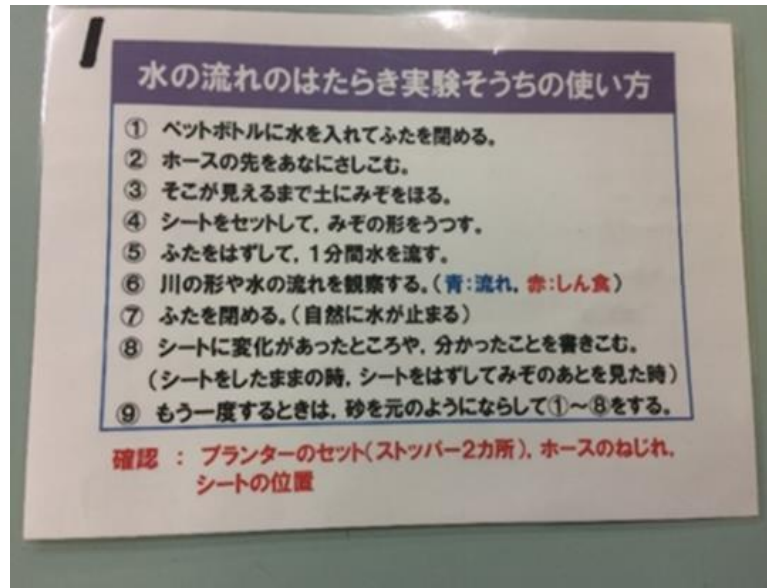 1
水の流れのはたらき実験そうちの使い方
① ペットボトルに水を入れてふたを閉める。
② ホースの先をあなにさしこむ。
③ そこが見えるまで土にみぞをほる。
④ シートをセットして，みぞの形をうつす。
⑤ ふたをはずして，1分間水を流す。
⑥ 川の形や水の流れを観察する。（青：流れ，赤：しん食）
⑦ ふたを閉める。（自然に水が止まる）
⑧ シートに変化があったところや，分かったことを書きこむ。
（シートをしたままの時，シートをはずしてみぞのあとを見た時）
⑨ もう一度するときは，砂を元のようにならして①～⑧をする。
確認 ： プランターのセット（ストッパー2カ所），ホースのねじれ，
シートの位置